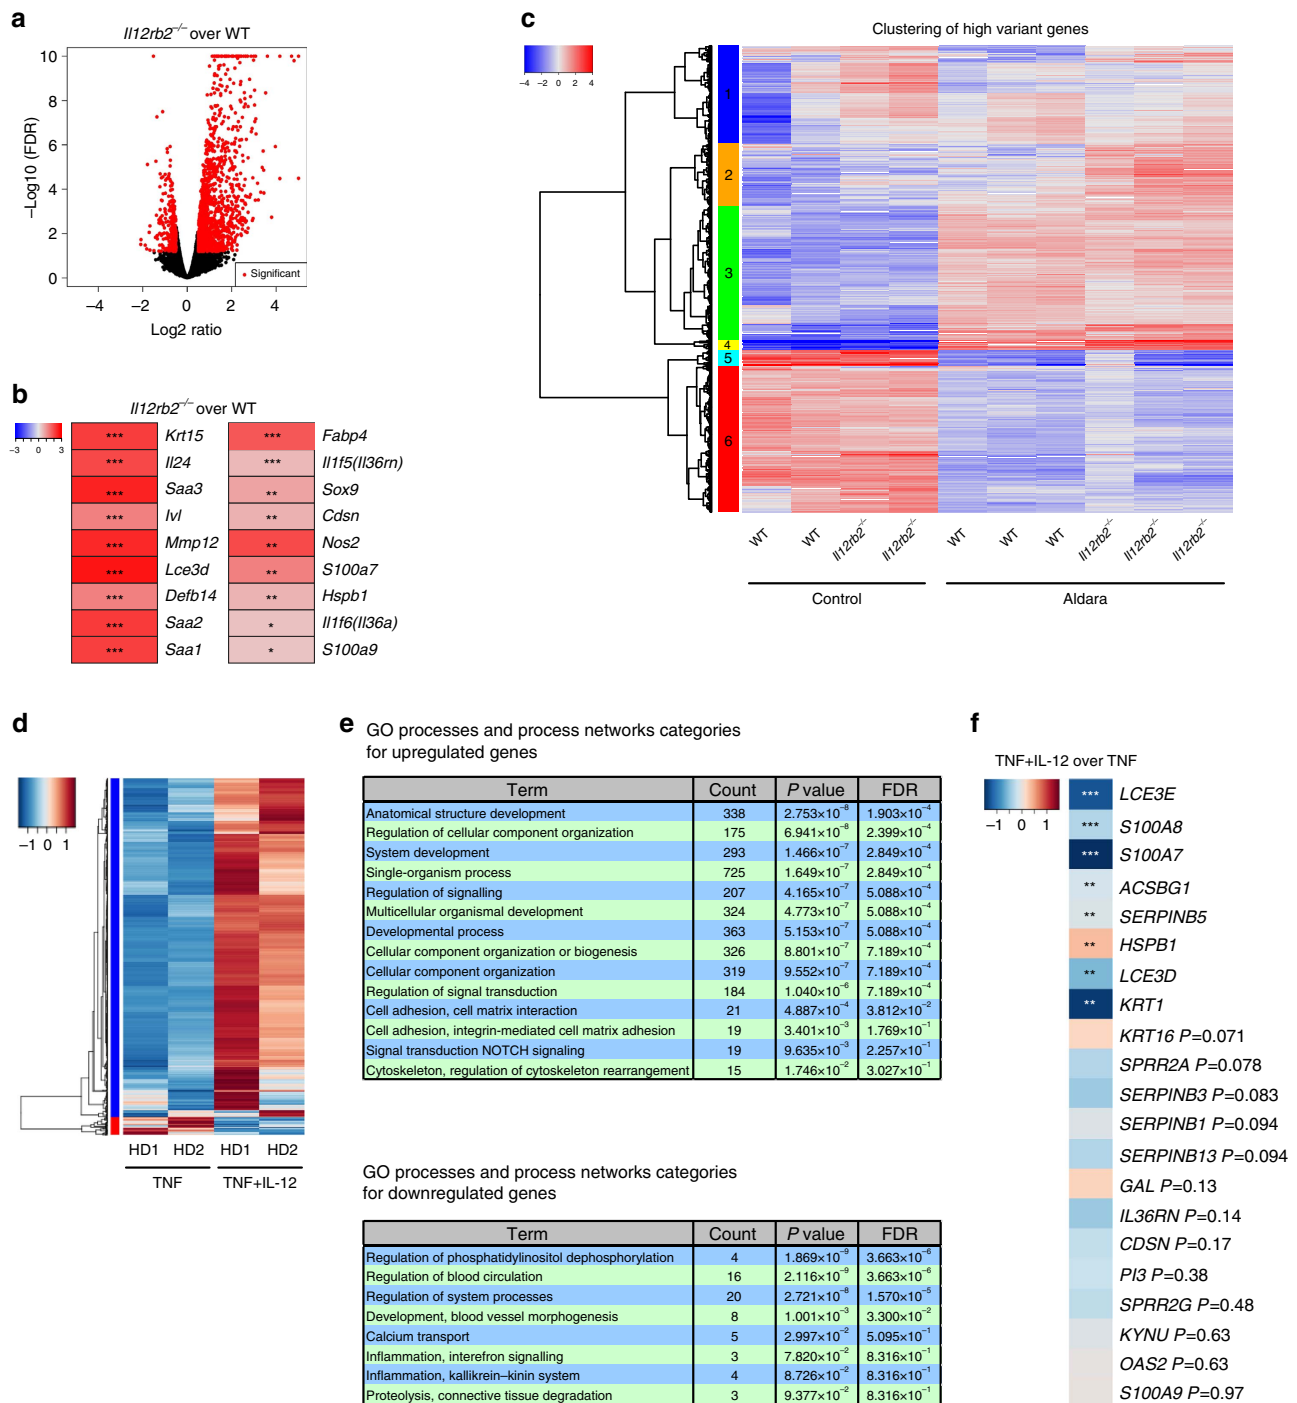 a
Il12rb2−/− over WT
10
8
6
4
2
0
−Log10 (FDR)
Significant
−4 −2 0 2 4
Log2 ratio
b
Il12rb2−/− over WT
−3 0 3
*** Krt15 *** Fabp4
*** Il24 *** Il1f5(Il36rn)
*** Saa3 ** Sox9
*** Ivl ** Cdsn
*** Mmp12 ** Nos2
*** Lce3d ** S100a7
*** Defb14 ** Hspb1
*** Saa2 * Il1f6(Il36a)
*** Saa1 * S100a9
c
Clustering of high variant genes
−4 −2 0 2 4
1
2
3
4
5
6
WT WT Il12rb2−/− Il12rb2−/− WT WT WT Il12rb2−/− Il12rb2−/− Il12rb2−/−
Control Aldara
d
−1 0 1
HD1 HD2 HD1 HD2
TNF TNF+IL-12
e
GO processes and process networks categories
for upregulated genes
Term Count P value FDR
Anatomical structure development 338 2.753×10−8 1.903×10−4
Regulation of cellular component organization 175 6.941×10−8 2.399×10−4
System development 293 1.466×10−7 2.849×10−4
Single-organism process 725 1.649×10−7 2.849×10−4
Regulation of signalling 207 4.165×10−7 5.088×10−4
Multicellular organismal development 324 4.773×10−7 5.088×10−4
Developmental process 363 5.153×10−7 5.088×10−4
Cellular component organization or biogenesis 326 8.801×10−7 7.189×10−4
Cellular component organization 319 9.552×10−7 7.189×10−4
Regulation of signal transduction 184 1.040×10−6 7.189×10−4
Cell adhesion, cell matrix interaction 21 4.887×10−4 3.812×10−2
Cell adhesion, integrin-mediated cell matrix adhesion 19 3.401×10−3 1.769×10−1
Signal transduction NOTCH signaling 19 9.635×10−3 2.257×10−1
Cytoskeleton, regulation of cytoskeleton rearrangement 15 1.746×10−2 3.027×10−1
GO processes and process networks categories
for downregulated genes
Term Count P value FDR
Regulation of phosphatidylinositol dephosphorylation 4 1.869×10−9 3.663×10−6
Regulation of blood circulation 16 2.116×10−9 3.663×10−6
Regulation of system processes 20 2.721×10−8 1.570×10−5
Development, blood vessel morphogenesis 8 1.001×10−3 3.300×10−2
Calcium transport 5 2.997×10−2 5.095×10−1
Inflammation, interefron signalling 3 7.820×10−2 8.316×10−1
Inflammation, kallikrein–kinin system 4 8.726×10−2 8.316×10−1
Proteolysis, connective tissue degradation 3 9.377×10−2 8.316×10−1
f
TNF+IL-12 over TNF
−1 0 1
*** LCE3E
*** S100A8
*** S100A7
** ACSBG1
** SERPINB5
** HSPB1
** LCE3D
** KRT1
KRT16 P=0.071
SPRR2A P=0.078
SERPINB3 P=0.083
SERPINB1 P=0.094
SERPINB13 P=0.094
GAL P=0.13
IL36RN P=0.14
CDSN P=0.17
PI3 P=0.38
SPRR2G P=0.48
KYNU P=0.63
OAS2 P=0.63
S100A9 P=0.97